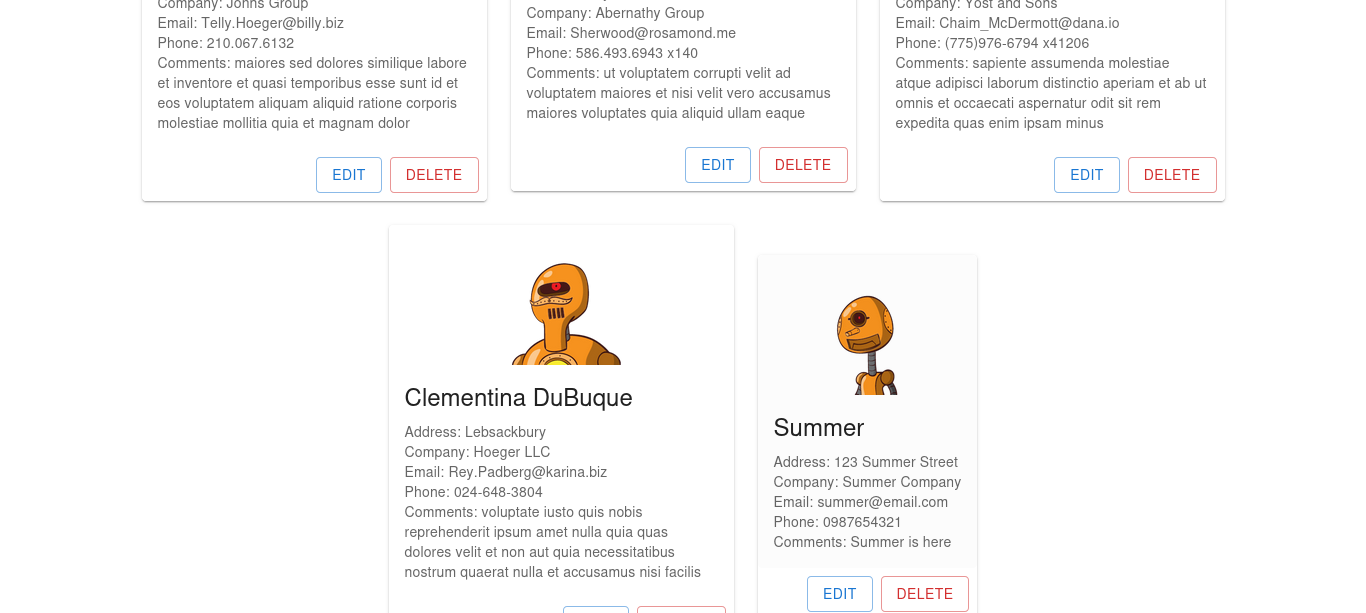 Company: Johns Group
Email: Telly.Hoeger@billy.biz
Phone: 210.067.6132
Comments: maiores sed dolores similique labore
et inventore et quasi temporibus esse sunt id et
eos voluptatem aliquam aliquid ratione corporis
molestiae mollitia quia et magnam dolor
EDIT DELETE
Company: Abernathy Group
Email: Sherwood@rosamond.me
Phone: 586.493.6943 x140
Comments: ut voluptatem corrupti velit ad
voluptatem maiores et nisi velit vero accusamus
maiores voluptates quia aliquid ullam eaque
EDIT DELETE
Company: Yost and Sons
Email: Chaim_McDermott@dana.io
Phone: (775)976-6794 x41206
Comments: sapiente assumenda molestiae
atque adipisci laborum distinctio aperiam et ab ut
omnis et occaecati aspernatur odit sit rem
expedita quas enim ipsam minus
EDIT DELETE
Clementina DuBuque
Address: Lebsackbury
Company: Hoeger LLC
Email: Rey.Padberg@karina.biz
Phone: 024-648-3804
Comments: voluptate iusto quis nobis
reprehenderit ipsum amet nulla quia quas
dolores velit et non aut quia necessitatibus
nostrum quaerat nulla et accusamus nisi facilis
Summer
Address: 123 Summer Street
Company: Summer Company
Email: summer@email.com
Phone: 0987654321
Comments: Summer is here
EDIT DELETE